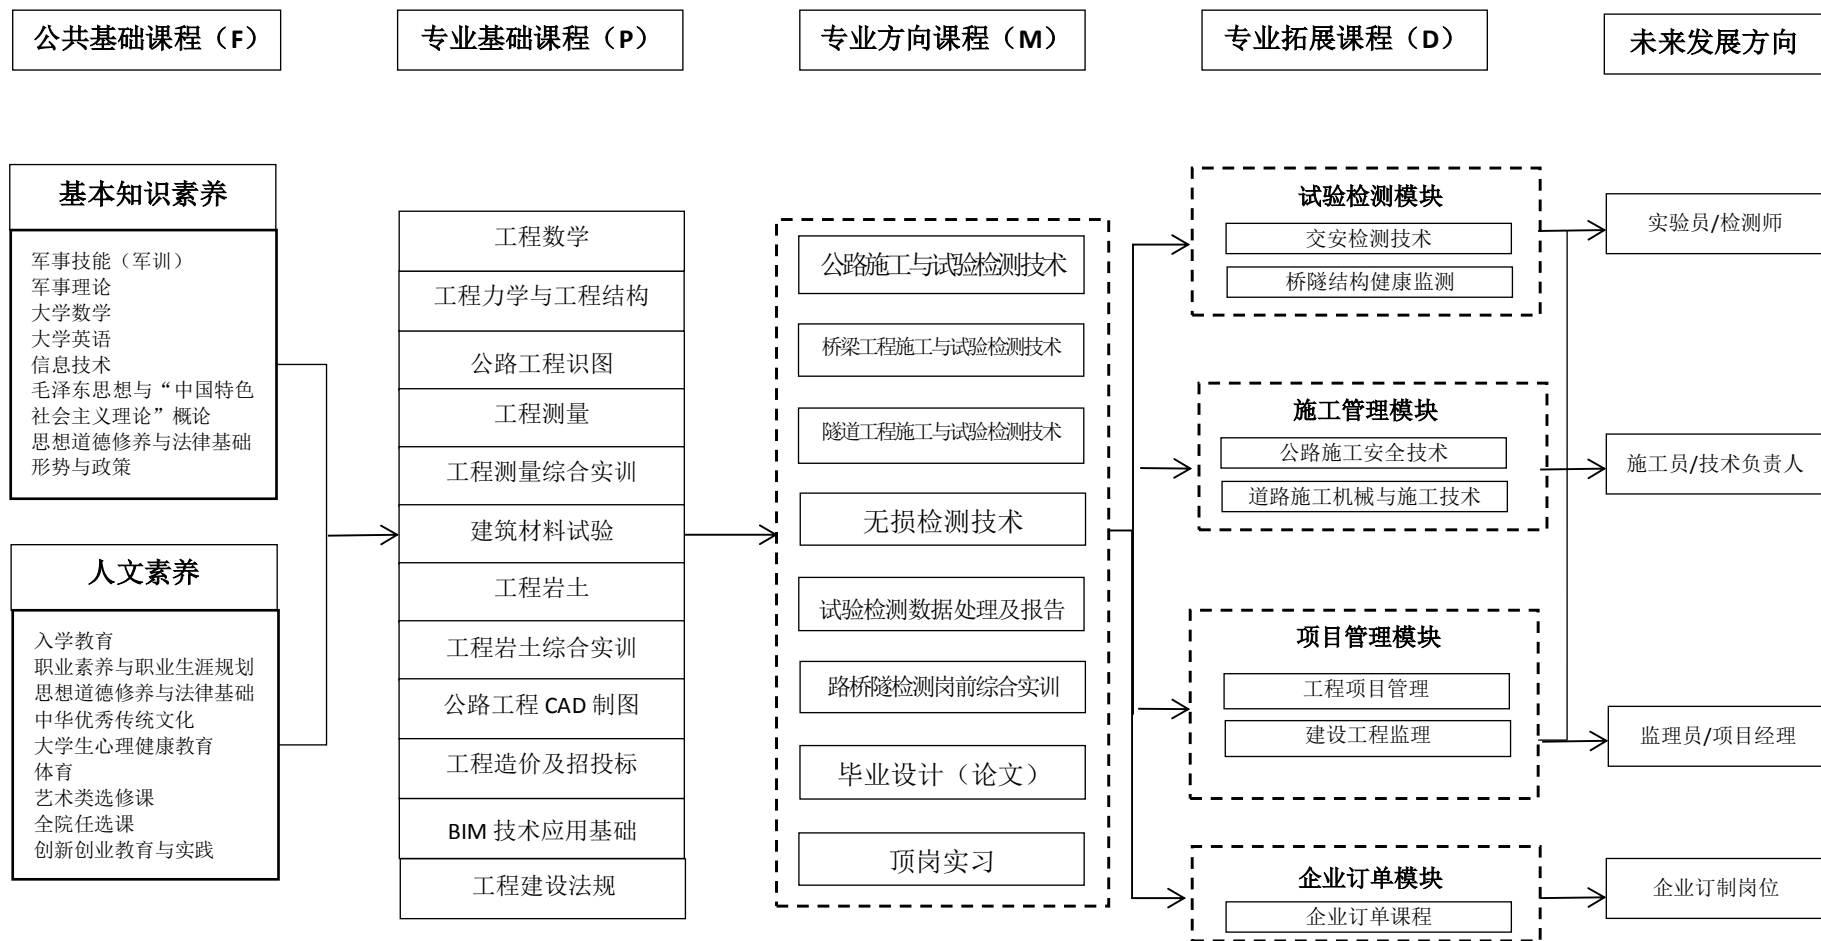 公共基础课程（F）
专业基础课程（P）
专业方向课程（M）
专业拓展课程（D）
未来发展方向
基本知识素养
军事技能（军训）
军事理论
大学数学
大学英语
信息技术
毛泽东思想与“中国特色
社会主义理论”概论
思想道德修养与法律基础
形势与政策
人文素养
入学教育
职业素养与职业生涯规划
思想道德修养与法律基础
中华优秀传统文化
大学生心理健康教育
体育
艺术类选修课
全院任选课
创新创业教育与实践
工程数学
工程力学与工程结构
公路工程识图
工程测量
工程测量综合实训
建筑材料试验
工程岩土
工程岩土综合实训
公路工程 CAD 制图
工程造价及招投标
BIM 技术应用基础
工程建设法规
公路施工与试验检测技术
桥梁工程施工与试验检测技术
隧道工程施工与试验检测技术
无损检测技术
试验检测数据处理及报告
路桥隧检测岗前综合实训
毕业设计（论文）
顶岗实习
试验检测模块
交安检测技术
桥隧结构健康监测
施工管理模块
公路施工安全技术
道路施工机械与施工技术
项目管理模块
工程项目管理
建设工程监理
企业订单模块
企业订单课程
实验员/检测师
施工员/技术负责人
监理员/项目经理
企业订制岗位